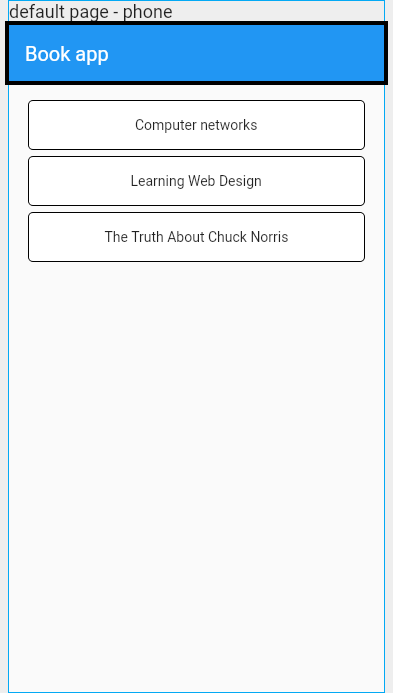 default page - phone
Book app
Computer networks
Learning Web Design
The Truth About Chuck Norris